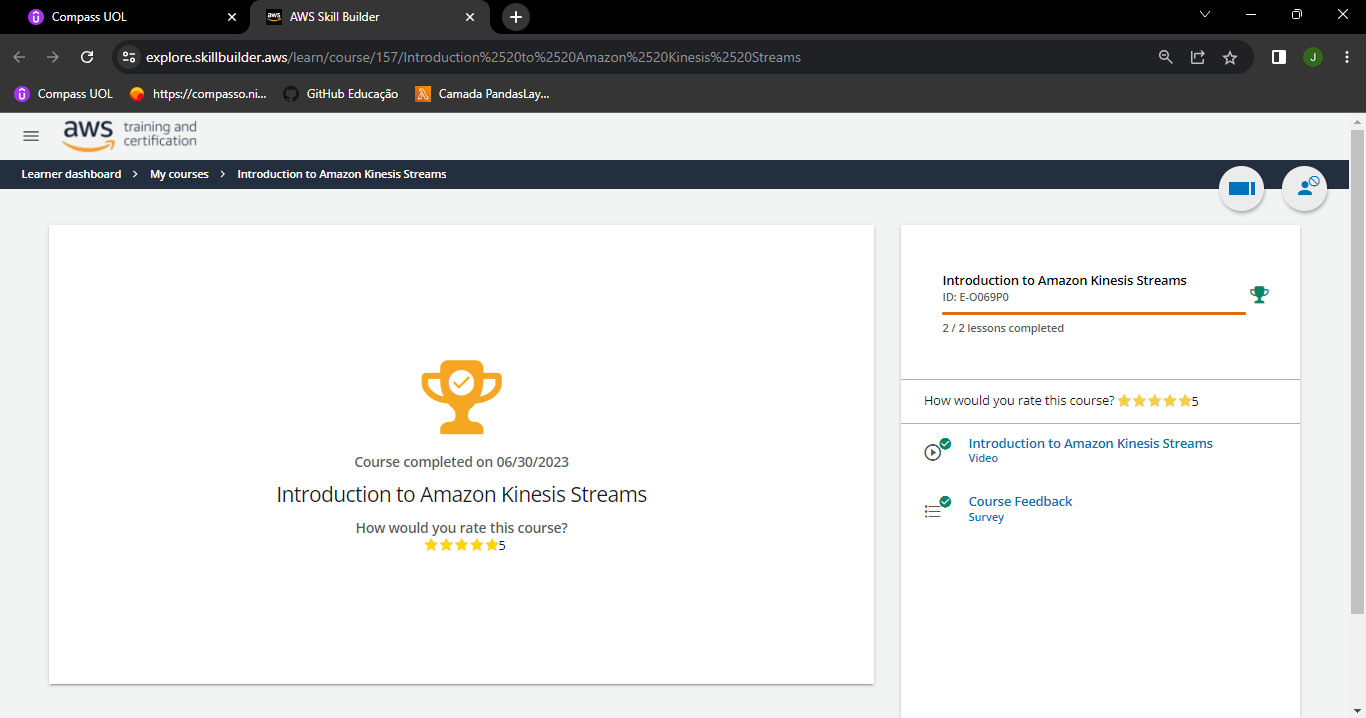 Compass UOL
AWS Skill Builder
explore.skillbuilder.aws/learn/course/157/Introduction%2520to%2520Amazon%2520Kinesis%2520Streams
J
Compass UOL
https://compasso.ni...
GitHub Educação
Camada PandasLay...
aws training and
certification
Learner dashboard > My courses > Introduction to Amazon Kinesis Streams
Course completed on 06/30/2023
Introduction to Amazon Kinesis Streams
How would you rate this course?
5
Introduction to Amazon Kinesis Streams
ID: E-O069P0
2 / 2 lessons completed
How would you rate this course? 5
Introduction to Amazon Kinesis Streams
Video
Course Feedback
Survey